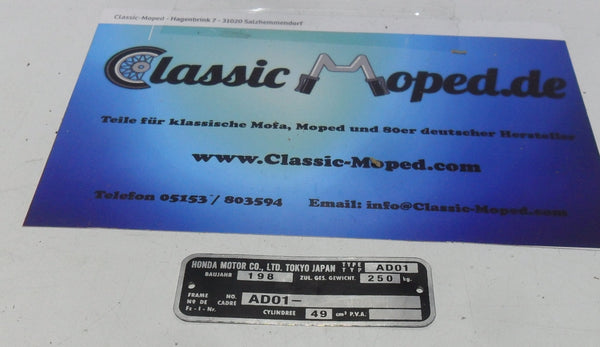 Classic-Moped - Hagenbrink 7 - 31020 Salzhemmendorf
Classic Moped.de
Teile für klassische Mofa, Moped und 80er deutscher Hersteller
www.Classic-Moped.com
Telefon 05153 / 803594 Email: info@Classic-Moped.com
HONDA MOTOR CO., LTD. TOKYO JAPAN TYPE TYP AD01
BAUJAHR 198 ZUL. GES. GEWICHT. 250 kg.
FRAME NO. AD01-
Nº DE CADRE
Fz - I - Nr.
CYLINDREE 49 cm³ P.V.A.